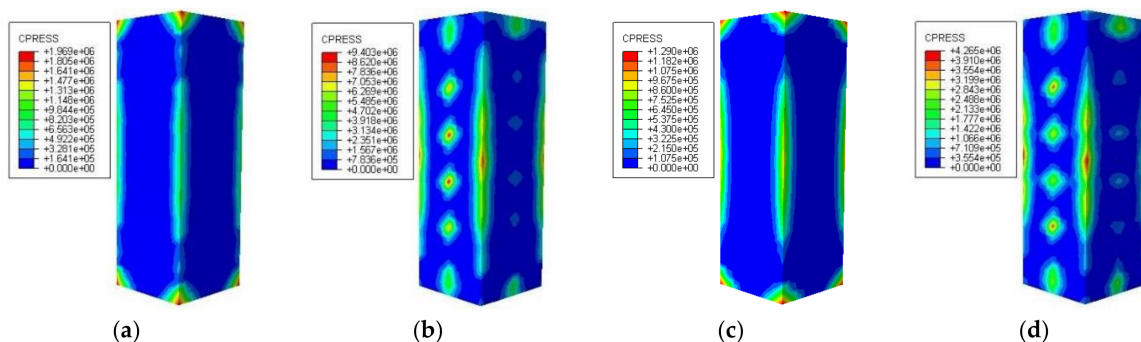 CPRESS
+1.969e+06
+1.805e+06
+1.641e+06
+1.477e+06
+1.313e+06
+1.148e+06
+9.844e+05
+8.203e+05
+6.563e+05
+4.922e+05
+3.281e+05
+1.641e+05
+0.000e+00
(a)
CPRESS
+9.403e+06
+8.620e+06
+7.836e+06
+7.053e+06
+6.269e+06
+5.485e+06
+4.702e+06
+3.918e+06
+3.134e+06
+2.351e+06
+1.567e+06
+7.836e+05
+0.000e+00
(b)
CPRESS
+1.290e+06
+1.182e+06
+1.075e+06
+9.675e+05
+8.600e+05
+7.525e+05
+6.450e+05
+5.375e+05
+4.300e+05
+3.225e+05
+2.150e+05
+1.075e+05
+0.000e+00
(c)
CPRESS
+4.265e+06
+3.910e+06
+3.554e+06
+3.199e+06
+2.843e+06
+2.488e+06
+2.133e+06
+1.777e+06
+1.422e+06
+1.066e+06
+7.109e+05
+3.554e+05
+0.000e+00
(d)